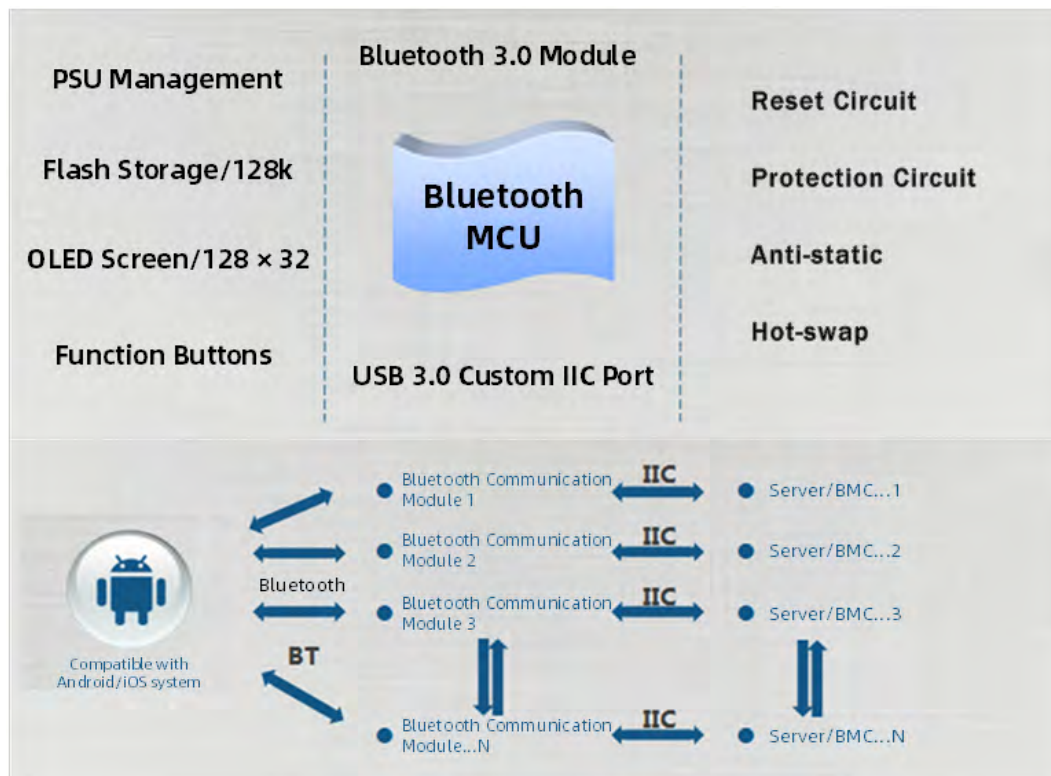 PSU Management
Flash Storage/128k
OLED Screen/128 × 32
Function Buttons
Bluetooth 3.0 Module
Bluetooth
MCU
USB 3.0 Custom IIC Port
Reset Circuit
Protection Circuit
Anti-static
Hot-swap
Compatible with
Android/iOS system
Bluetooth
BT
Bluetooth Communication
Module 1
IIC
Server/BMC...1
Bluetooth Communication
Module 2
IIC
Server/BMC...2
Bluetooth Communication
Module 3
IIC
Server/BMC...3
Bluetooth Communication
Module...N
IIC
Server/BMC...N